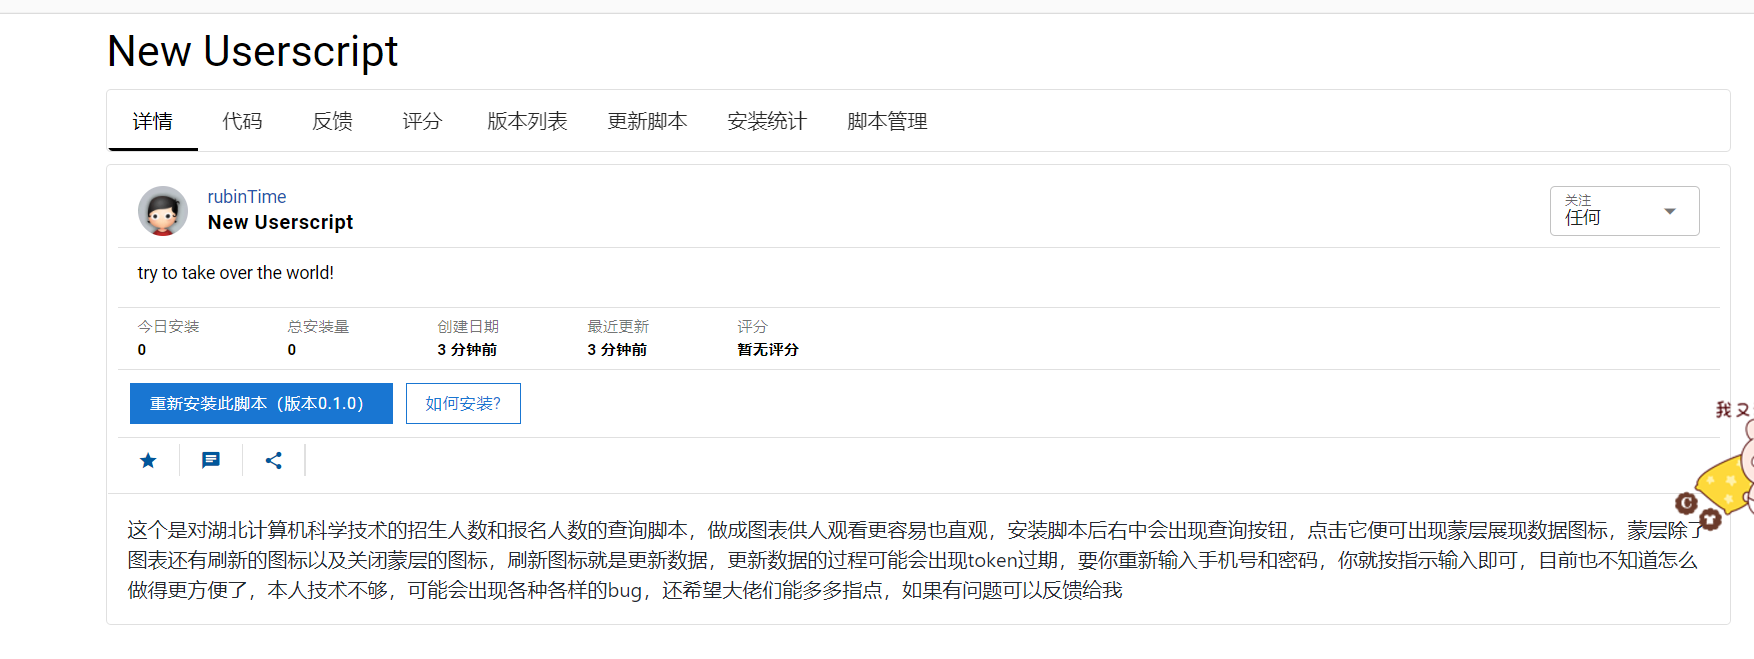 New Userscript
详情 代码 反馈 评分 版本列表 更新脚本 安装统计 脚本管理
rubinTime
New Userscript
关注
任何
try to take over the world!
今日安装 总安装量 创建日期 最近更新 评分
0 0 3 分钟前 3 分钟前 暂无评分
重新安装此脚本（版本0.1.0） 如何安装?
我又
这个是对湖北计算机科学技术的招生人数和报名人数的查询脚本，做成图表供人观看更容易也直观，安装脚本后右中会出现查询按钮，点击它便可出现蒙层展现数据图标，蒙层除了
图表还有刷新的图标以及关闭蒙层的图标，刷新图标就是更新数据，更新数据的过程可能会出现token过期，要你重新输入手机号和密码，你就按指示输入即可，目前也不知道怎么
做得更方便了，本人技术不够，可能会出现各种各样的bug，还希望大佬们能多多指点，如果有问题可以反馈给我